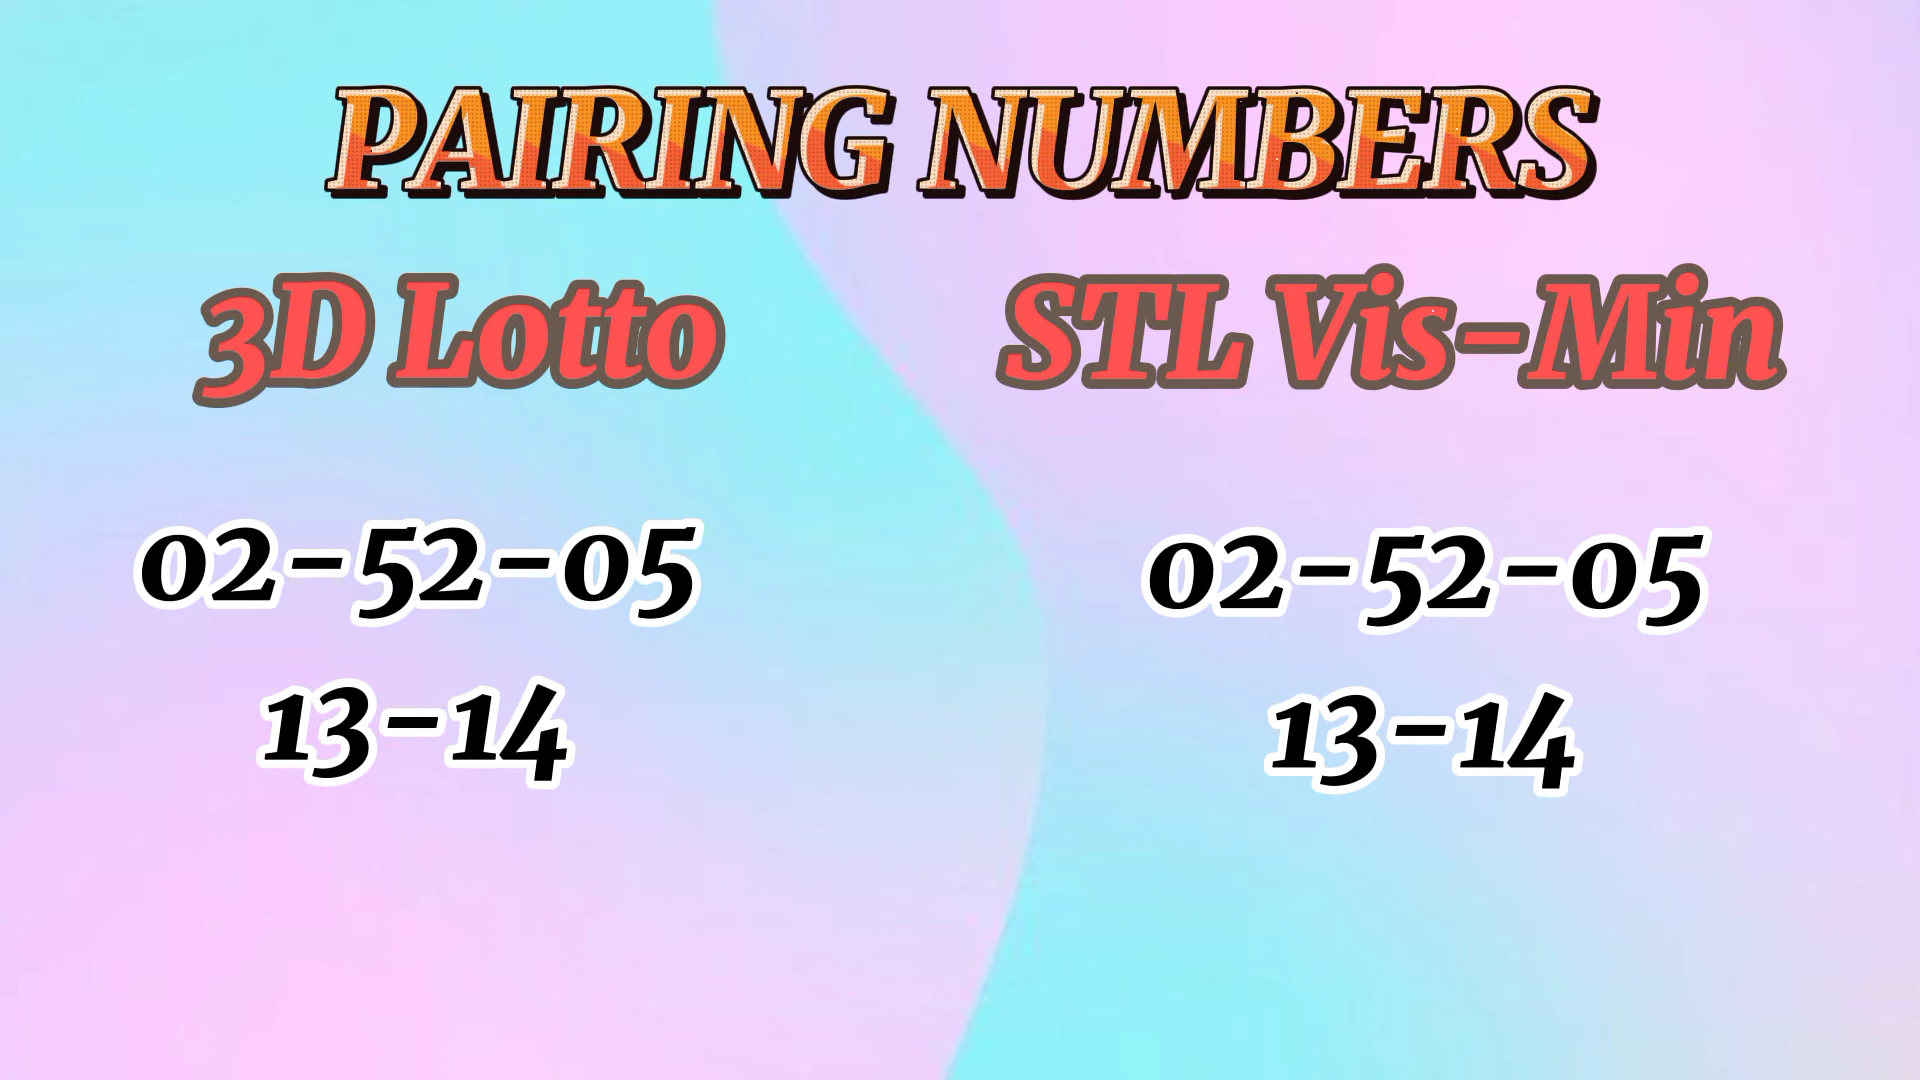 PAIRING NUMBERS
3D Lotto
STL Vis-Min
02-52-05
13-14
02-52-05
13-14